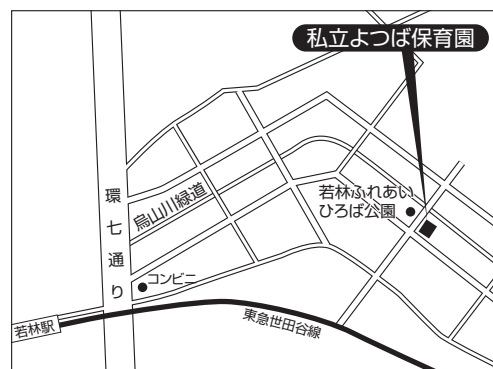 私立よつば保育園
環七通り
烏山川緑道
若林ふれあい
ひろば公園
コンビニ
若林駅
東急世田谷線